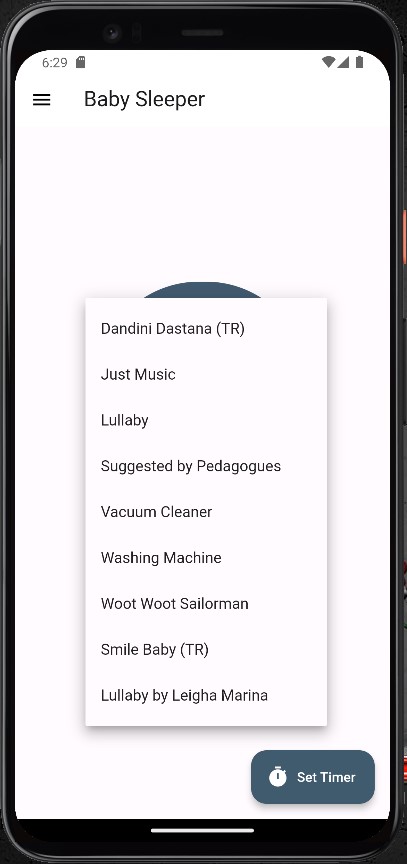 6:29
Baby Sleeper
Dandini Dastana (TR)
Just Music
Lullaby
Suggested by Pedagogues
Vacuum Cleaner
Washing Machine
Woot Woot Sailorman
Smile Baby (TR)
Lullaby by Leigha Marina
Set Timer